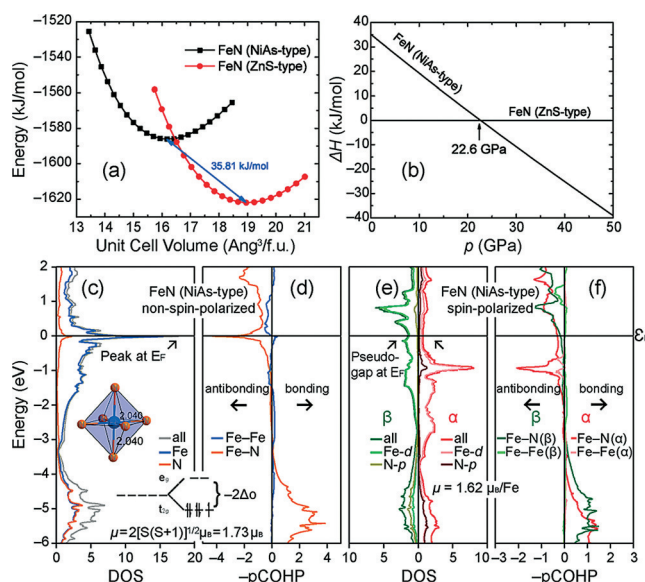 -1520
-1540
-1560
-1580
-1600
-1620
Energy (kJ/mol)
FeN (NiAs-type)
FeN (ZnS-type)
35.81 kJ/mol
(a)
13 14 15 16 17 18 19 20 21
Unit Cell Volume (Ang³/f.u.)
40
30
20
10
0
-10
-20
-30
-40
ΔH (kJ/mol)
FeN (NiAs-type)
FeN (ZnS-type)
22.6 GPa
(b)
0 10 20 30 40 50
p (GPa)
2
1
0
-1
-2
-3
-4
-5
-6
Energy (eV)
(c)
(d)
FeN (NiAs-type)
non-spin-polarized
Peak at EF
2.040
2.040
all
Fe
N
antibonding
bonding
Fe–Fe
Fe–N
eg
t2g
–2Δo
μ=2[S(S+1)]1/2μB=1.73μB
0 5 10 15 20
DOS
-2 0 2 4
–pCOHP
2
1
0
-1
-2
-3
-4
-5
-6
(e)
(f)
FeN (NiAs-type)
spin-polarized
Pseudo-
gap at EF
β
α
all
Fe-d
N-p
all
Fe-d
N-p
μ = 1.62 μB/Fe
antibonding
bonding
β
α
Fe–N(β)
Fe–Fe(β)
Fe–N(α)
Fe–Fe(α)
10 5 0 5 10
DOS
-2 -1 0 1 2
–pCOHP